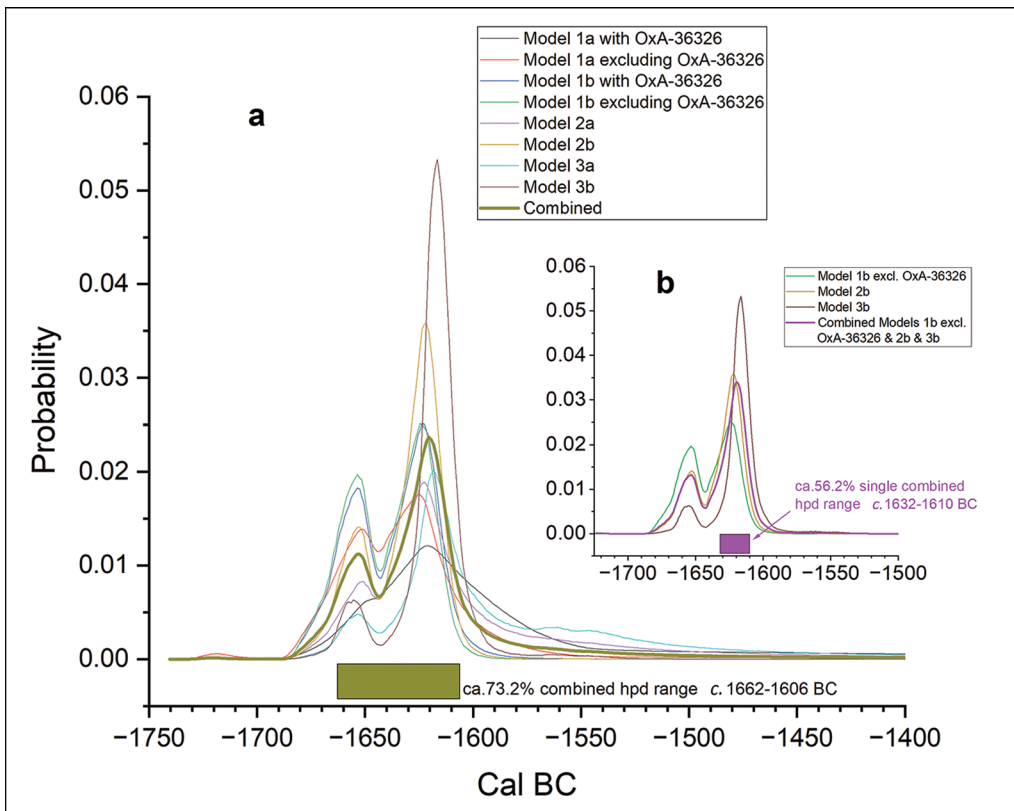 a
Model 1a with OxA-36326
Model 1a excluding OxA-36326
Model 1b with OxA-36326
Model 1b excluding OxA-36326
Model 2a
Model 2b
Model 3a
Model 3b
Combined
Probability
0.06
0.05
0.04
0.03
0.02
0.01
0.00
ca.73.2% combined hpd range c. 1662-1606 BC
−1750
−1700
−1650
−1600
−1550
−1500
−1450
−1400
Cal BC
b
Model 1b excl. OxA-36326
Model 2b
Model 3b
Combined Models 1b excl.
OxA-36326 & 2b & 3b
0.06
0.05
0.04
0.03
0.02
0.01
0.00
ca.56.2% single combined
hpd range c.1632-1610 BC
−1700
−1650
−1600
−1550
−1500